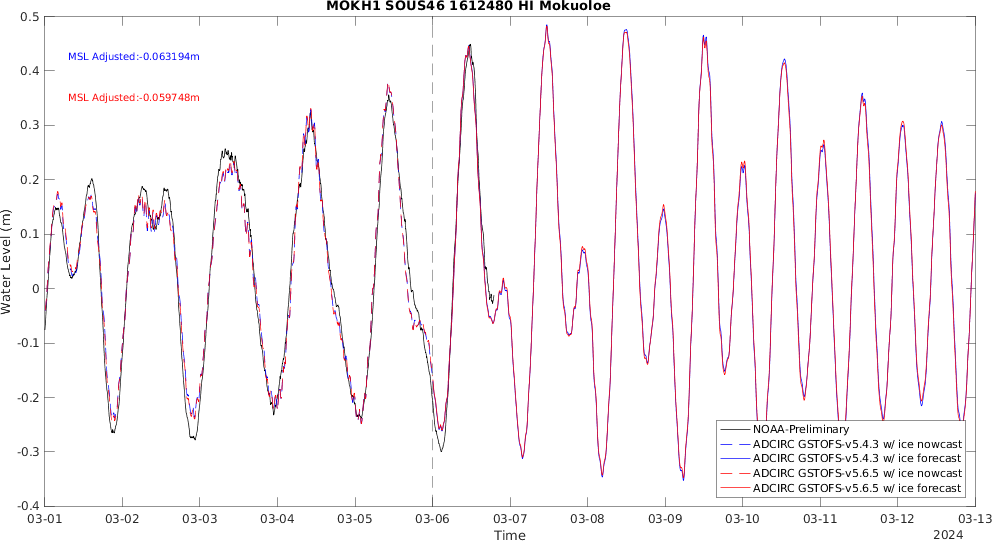 MOKH1 SOUS46 1612480 HI Mokuoloe
MSL Adjusted:-0.063194m
MSL Adjusted:-0.059748m
Water Level (m)
0.5
0.4
0.3
0.2
0.1
0
-0.1
-0.2
-0.3
-0.4
NOAA-Preliminary
ADCIRC GSTOFS-v5.4.3 w/ ice nowcast
ADCIRC GSTOFS-v5.4.3 w/ ice forecast
ADCIRC GSTOFS-v5.6.5 w/ ice nowcast
ADCIRC GSTOFS-v5.6.5 w/ ice forecast
03-01 03-02 03-03 03-04 03-05 03-06 03-07 03-08 03-09 03-10 03-11 03-12 03-13
Time
2024